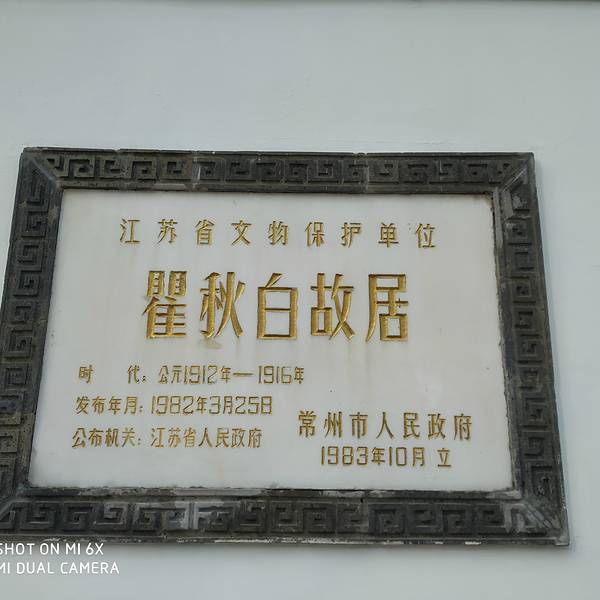 江苏省文物保护单位
瞿秋白故居
时 代：公元1912年—1916年
发布年月：1982年3月25日
公布机关：江苏省人民政府
常州市人民政府
1983年10月 立
SHOT ON MI 6X
MI DUAL CAMERA